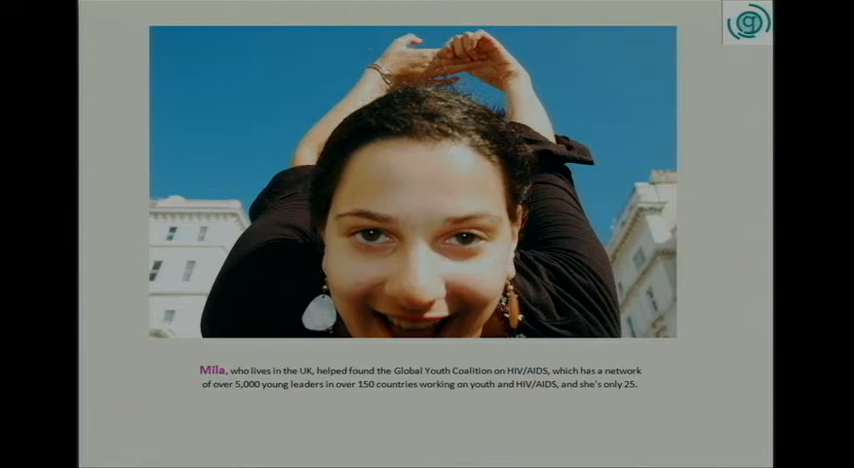 g
Mila, who lives in the UK, helped found the Global Youth Coalition on HIV/AIDS, which has a network
of over 5,000 young leaders in over 150 countries working on youth and HIV/AIDS, and she's only 25.